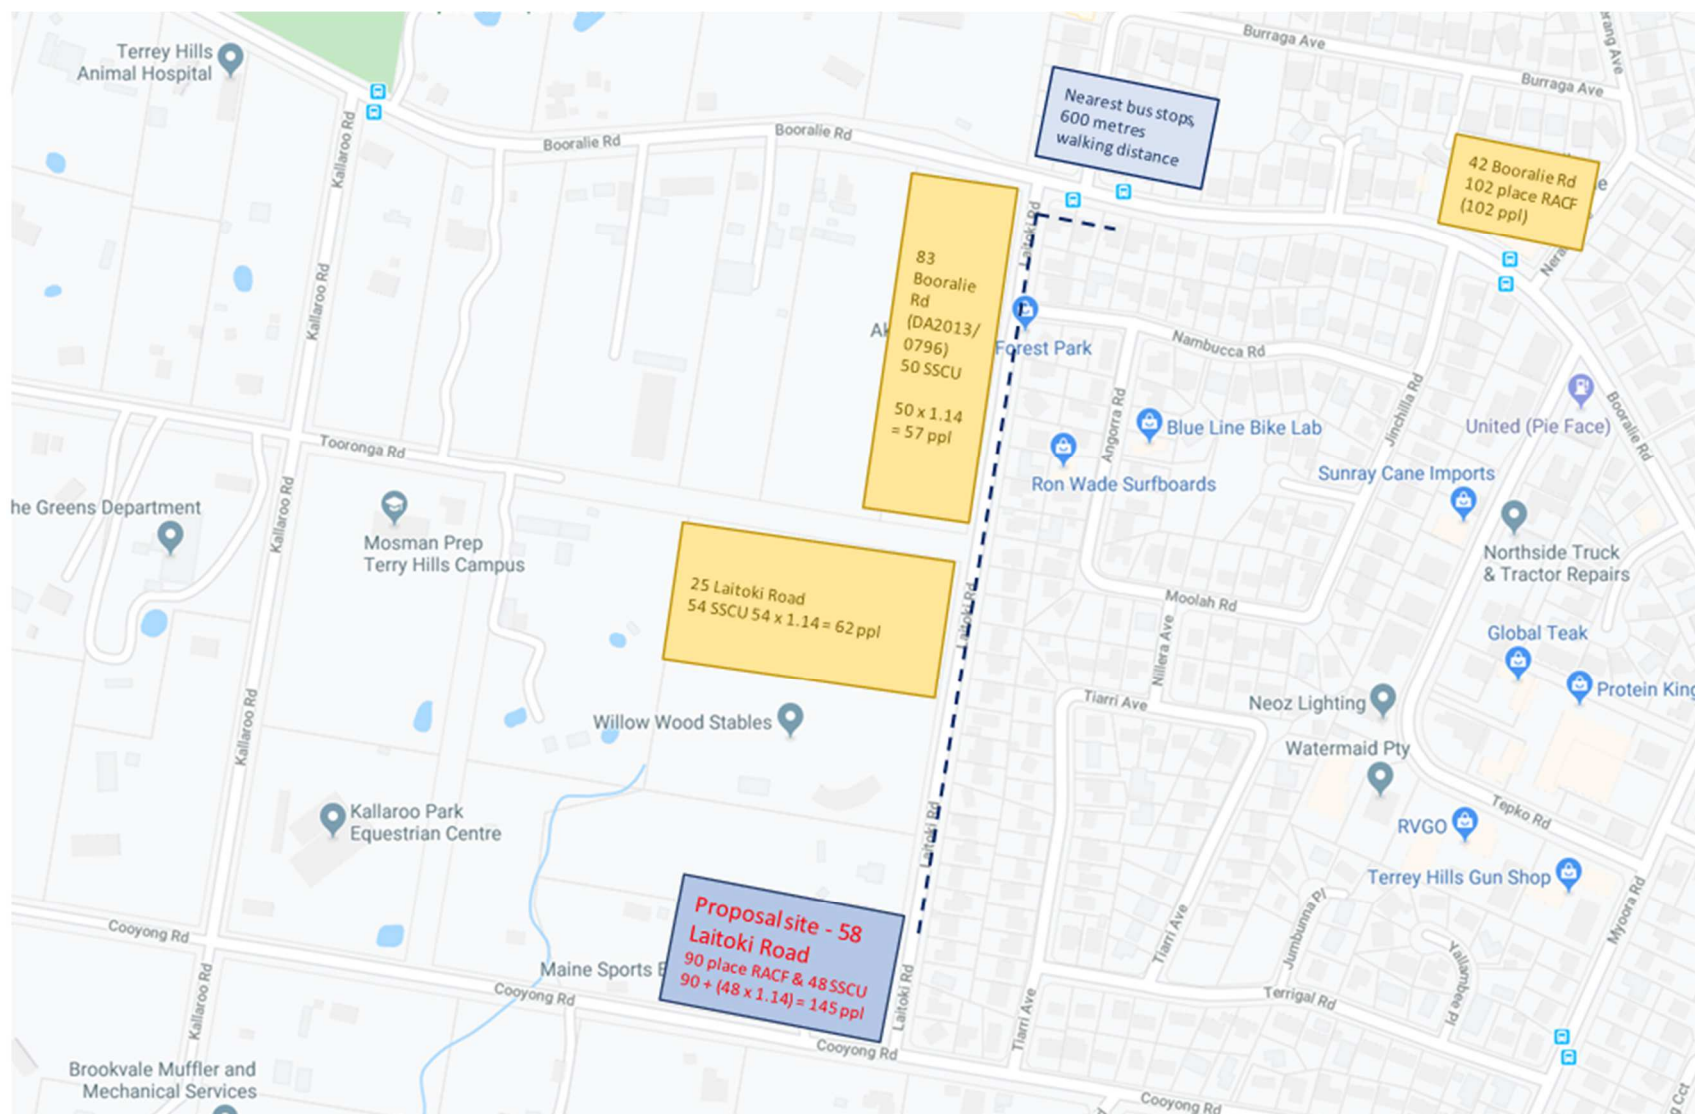 Terrey Hills
Animal Hospital
Burraga Ave
Burraga Ave
Nearest bus stops,
600 metres
walking distance
42 Booralie Rd
102 place RACF
(102 ppl)
Kallaroo Rd
Booralie Rd
Booralie Rd
Laitoki Rd
Kallaroo Rd
83
Booralie
Rd
(DA2013/
0796)
50 SSCU
50 x 1.14
= 57 ppl
Forest Park
Nambucca Rd
Jinchilla Rd
Booralie Rd
United (Pie Face)
Angorra Rd
Blue Line Bike Lab
Ron Wade Surfboards
Sunray Cane Imports
Tooronga Rd
he Greens Department
Kallaroo Rd
Mosman Prep
Terry Hills Campus
Northside Truck
& Tractor Repairs
25 Laitoki Road
54 SSCU 54 x 1.14 = 62 ppl
Laitoki Rd
Moolah Rd
Nillera Ave
Global Teak
Protein King
Tiarri Ave
Neoz Lighting
Watermaid Pty
Willow Wood Stables
Kallaroo Rd
Kallaroo Park
Equestrian Centre
Laitoki Rd
RVGO
Tepko Rd
Terrey Hills Gun Shop
Proposal site - 58
Laitoki Road
90 place RACF & 48 SSCU
90 + (48 x 1.14) = 145 ppl
Maine Sports
Cooyong Rd
Cooyong Rd
Kallaroo Rd
Laitoki Rd
Tiarri Ave
Tiarri Ave
Jumbunna Pl
Yallambee Pl
Myoora Rd
Terrigal Rd
Cooyong Rd
Cooyong Rd
Brookvale Muffler and
Mechanical Services